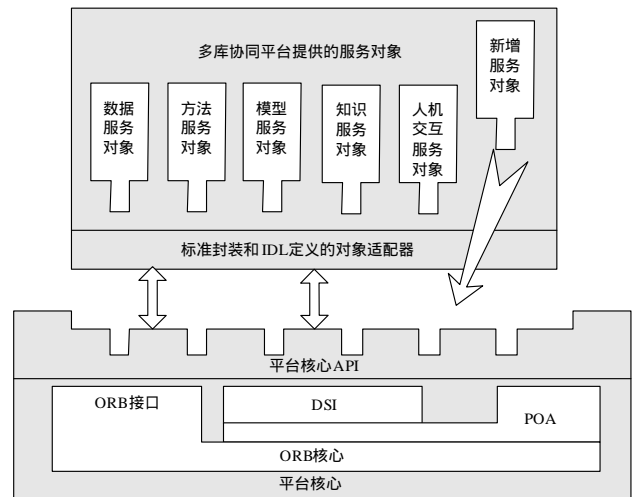 多库协同平台提供的服务对象
新增
服务
对象
数据
服务
对象
方法
服务
对象
模型
服务
对象
知识
服务
对象
人机
交互
服务
对象
标准封装和IDL定义的对象适配器
平台核心API
ORB接口
DSI
POA
ORB核心
平台核心